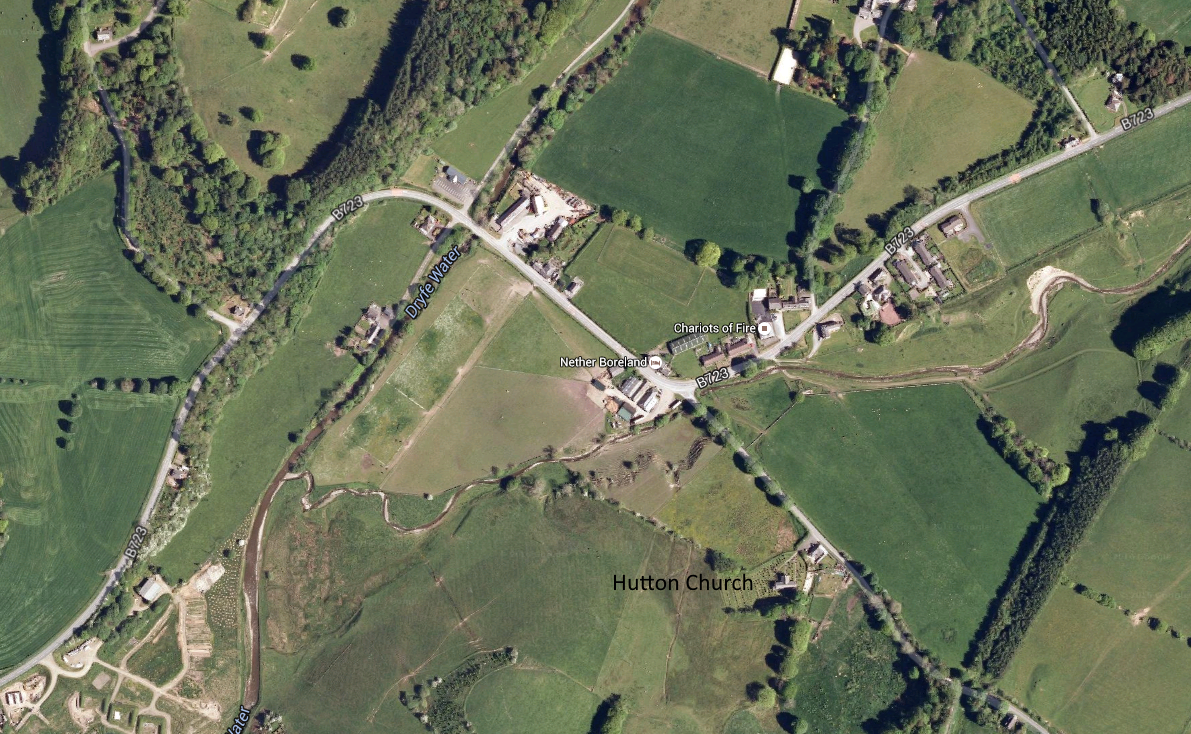 B723
B723
Dryfe Water
B723
Chariots of Fire
Nether Boreland
B723
B723
Hutton Church
Water